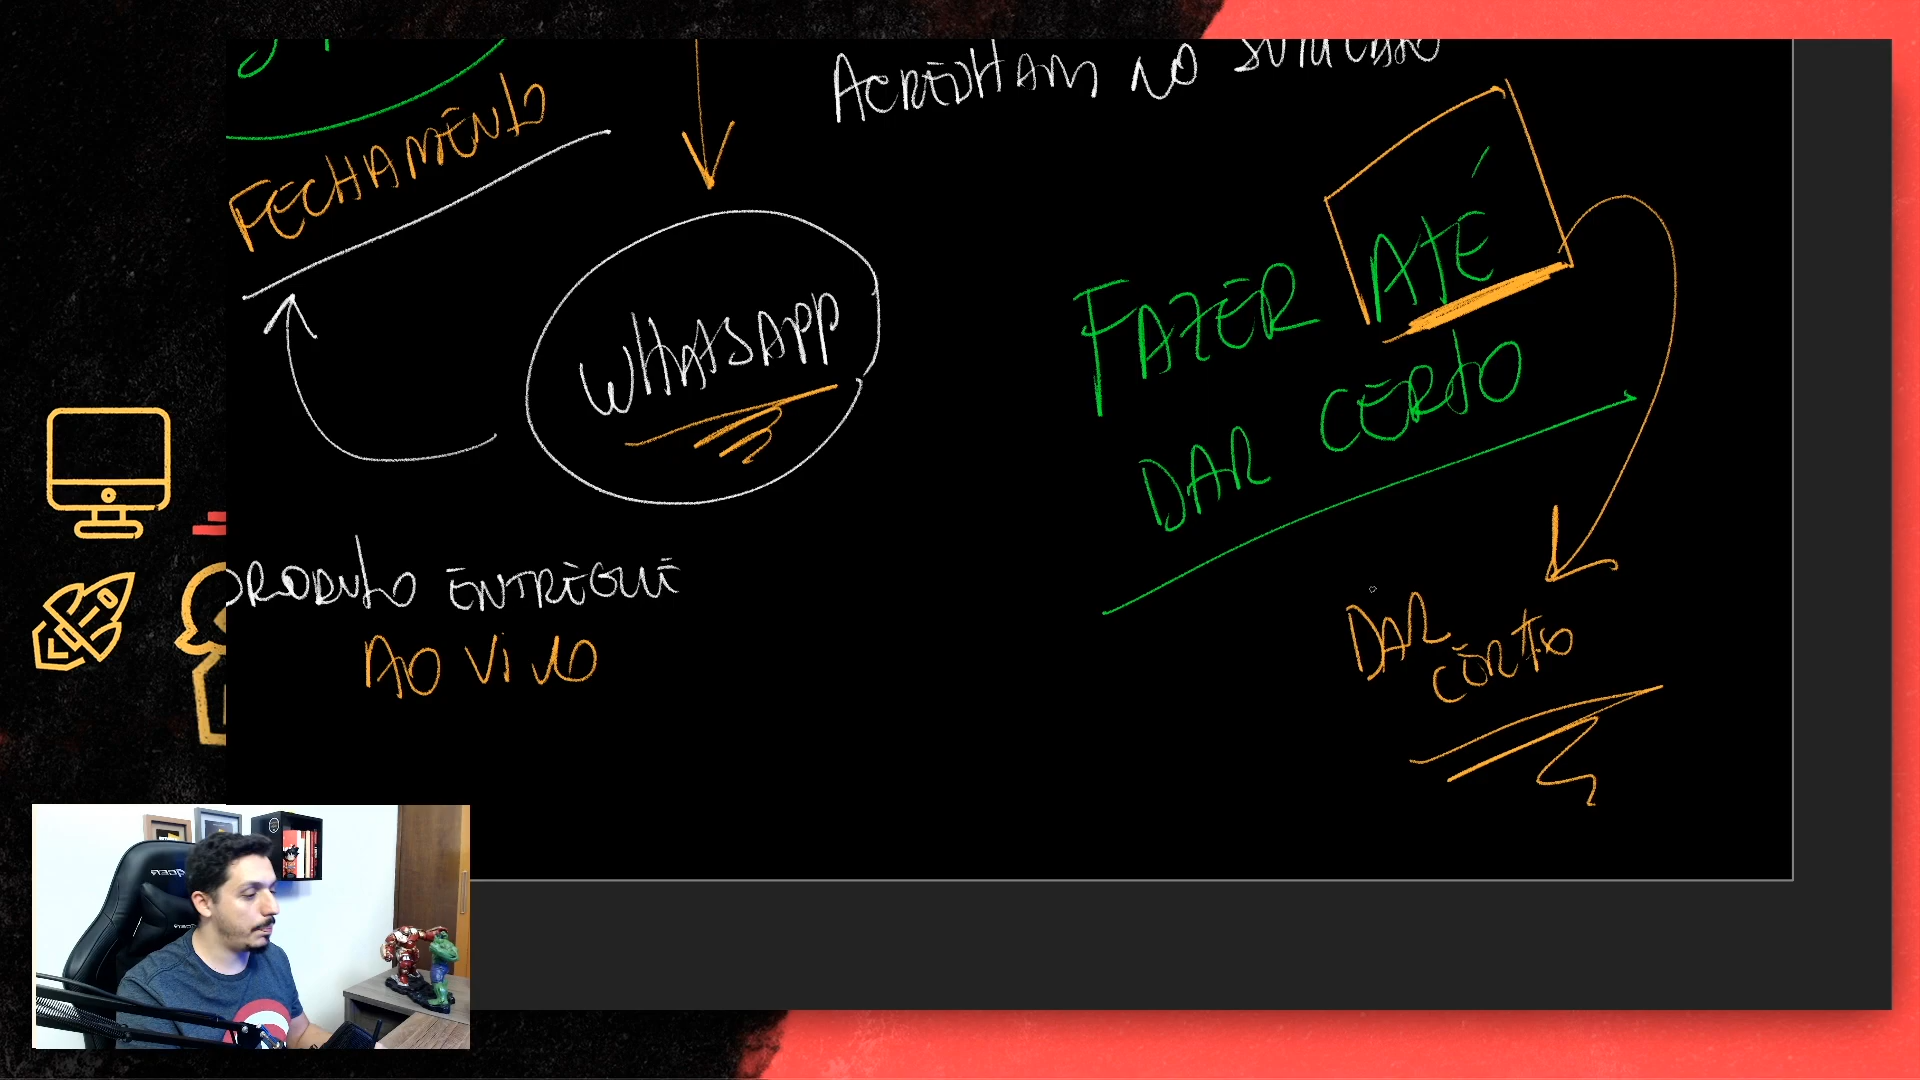 ACREDITAM NO
FECHAMENTO
WHATSAPP
FAZER ATÉ
DAR CERTO
PRODUTO ENTREGUE
AO VIVO
DAR
CERTO